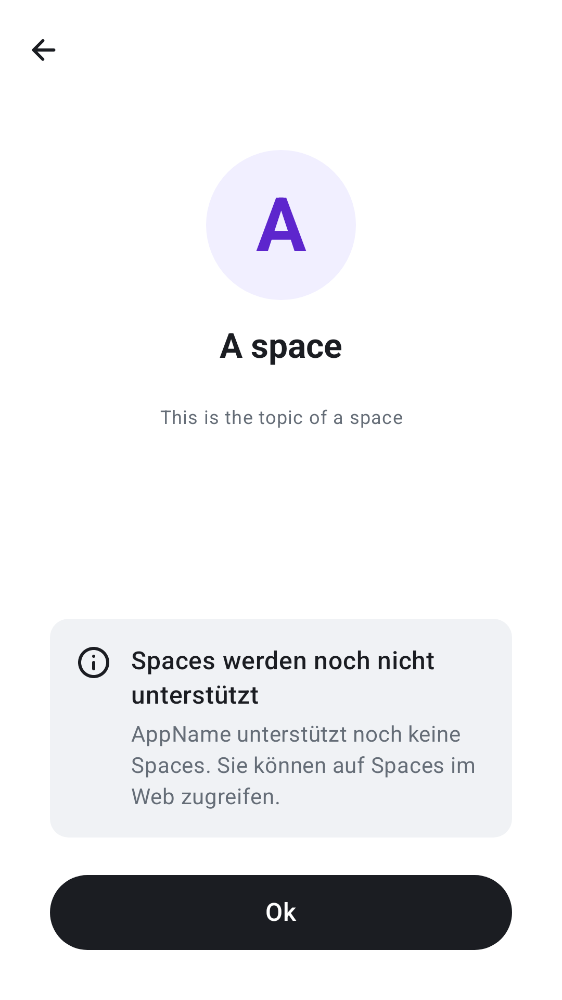 A
A space
This is the topic of a space
Spaces werden noch nicht
unterstützt
AppName unterstützt noch keine
Spaces. Sie können auf Spaces im
Web zugreifen.
Ok